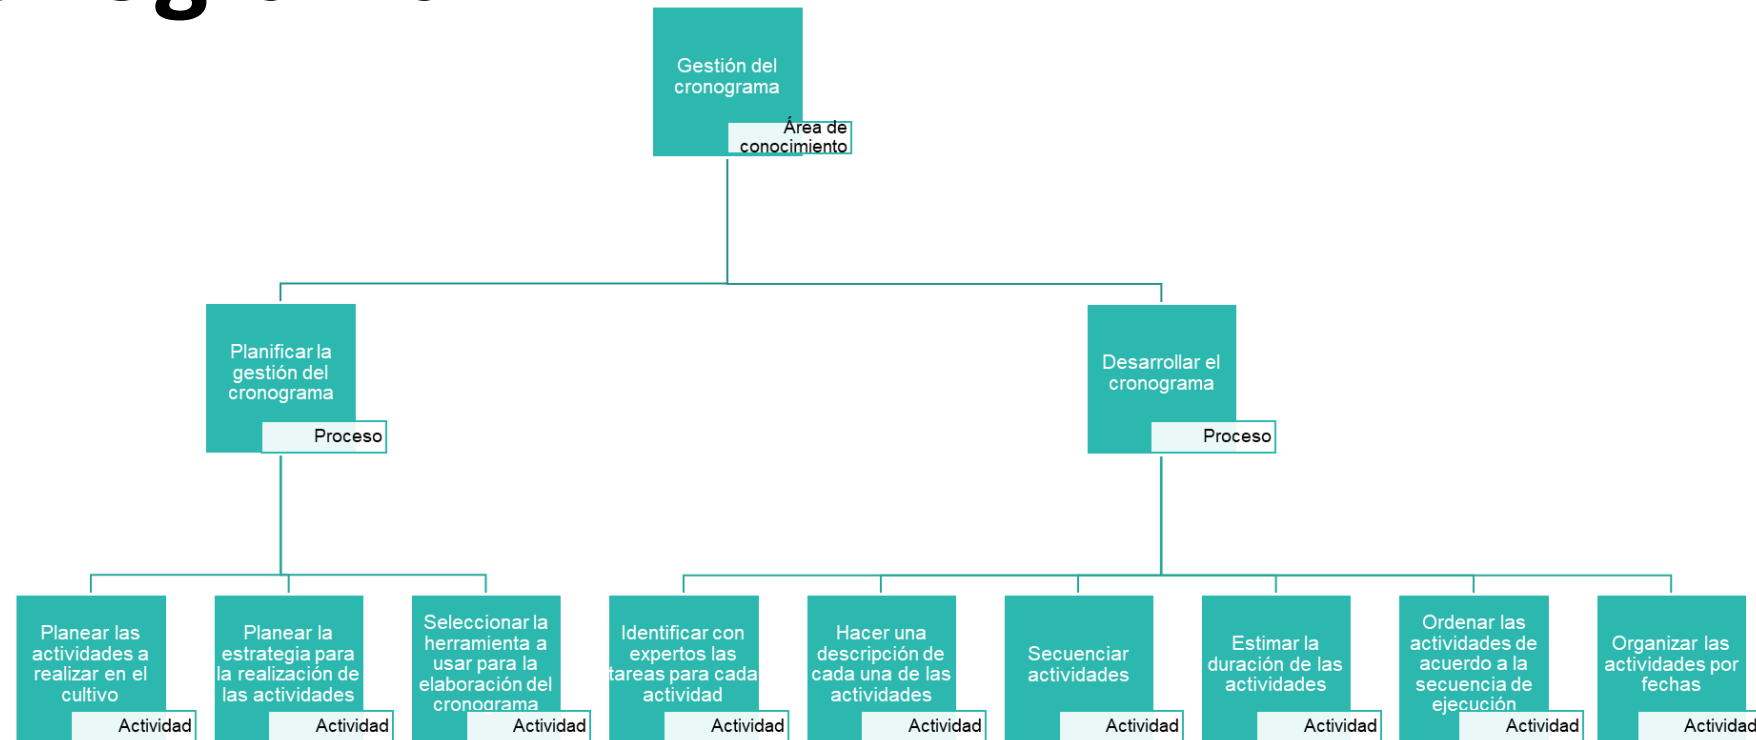 Gestión del
cronograma
Área de
conocimiento
Planificar la
gestión del
cronograma
Proceso
Desarrollar el
cronograma
Proceso
Planear las
actividades a
realizar en el
cultivo
Actividad
Planear la
estrategia para
la realización de
las actividades
Actividad
Seleccionar la
herramienta a
usar para la
elaboración del
cronograma
Actividad
Identificar con
expertos las
tareas para cada
actividad
Actividad
Hacer una
descripción de
cada una de las
actividades
Actividad
Secuenciar
actividades
Actividad
Estimar la
duración de las
actividades
Actividad
Ordenar las
actividades de
acuerdo a la
secuencia de
ejecución
Actividad
Organizar las
actividades por
fechas
Actividad